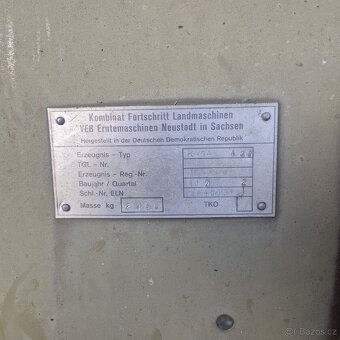 Kombinat Fortschritt Landmaschinen
VEB Erntemaschinen Neustadt in Sachsen
Hergestellt in der Deutschen Demokratischen Republik
Erzeugnis - Typ
TGL - Nr.
Erzeugnis - Reg.-Nr.
Baujahr / Quartal
Schl.-Nr. ELN
Masse kg
TKO
Bazos.cz